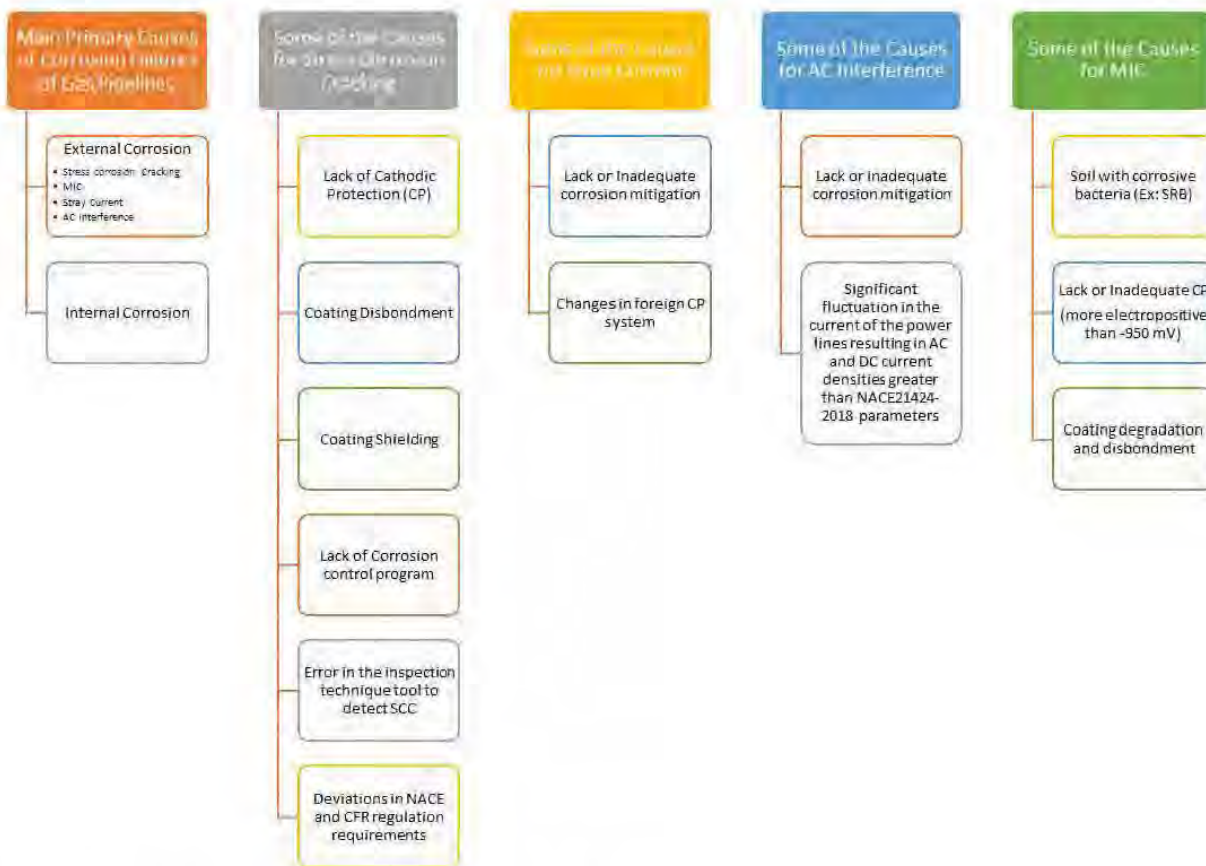 Main Primary Causes
of Corrosion Failures
of Gas Pipelines
External Corrosion
• Stress corrosion Cracking
• MIC
• Stray Current
• AC Interference
Internal Corrosion
Some of the Causes
for Stress Corrosion
Cracking
Lack of Cathodic
Protection (CP)
Coating Disbondment
Coating Shielding
Lack of Corrosion
control program
Error in the inspection
technique tool to
detect SCC
Deviations in NACE
and CFR regulation
requirements
Some of the Causes
for Stray Current
Lack or Inadequate
corrosion mitigation
Changes in foreign CP
system
Some of the Causes
for AC Interference
Lack or inadequate
corrosion mitigation
Significant
fluctuation in the
current of the power
lines resulting in AC
and DC current
densities greater
than NACE21424-
2018 parameters
Some of the Causes
for MIC
Soil with corrosive
bacteria (Ex: SRB)
Lack or Inadequate CP
(more electropositive
than -950 mV)
Coating degradation
and disbondment